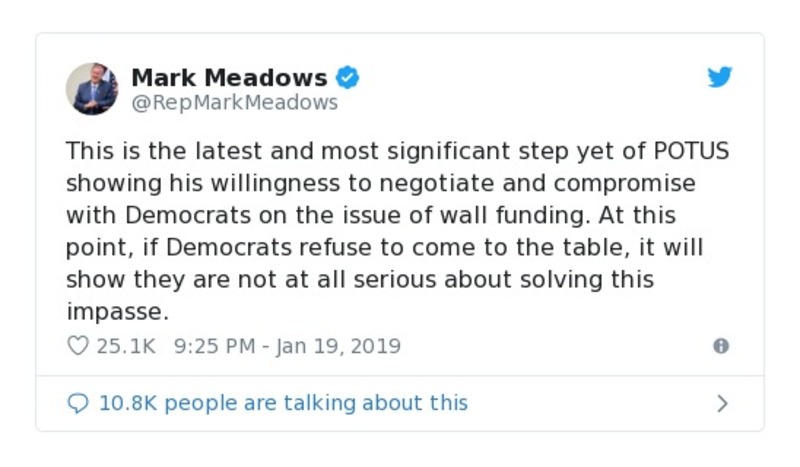 Mark Meadows
@RepMarkMeadows
This is the latest and most significant step yet of POTUS
showing his willingness to negotiate and compromise
with Democrats on the issue of wall funding. At this
point, if Democrats refuse to come to the table, it will
show they are not at all serious about solving this
impasse.
25.1K 9:25 PM - Jan 19, 2019
10.8K people are talking about this